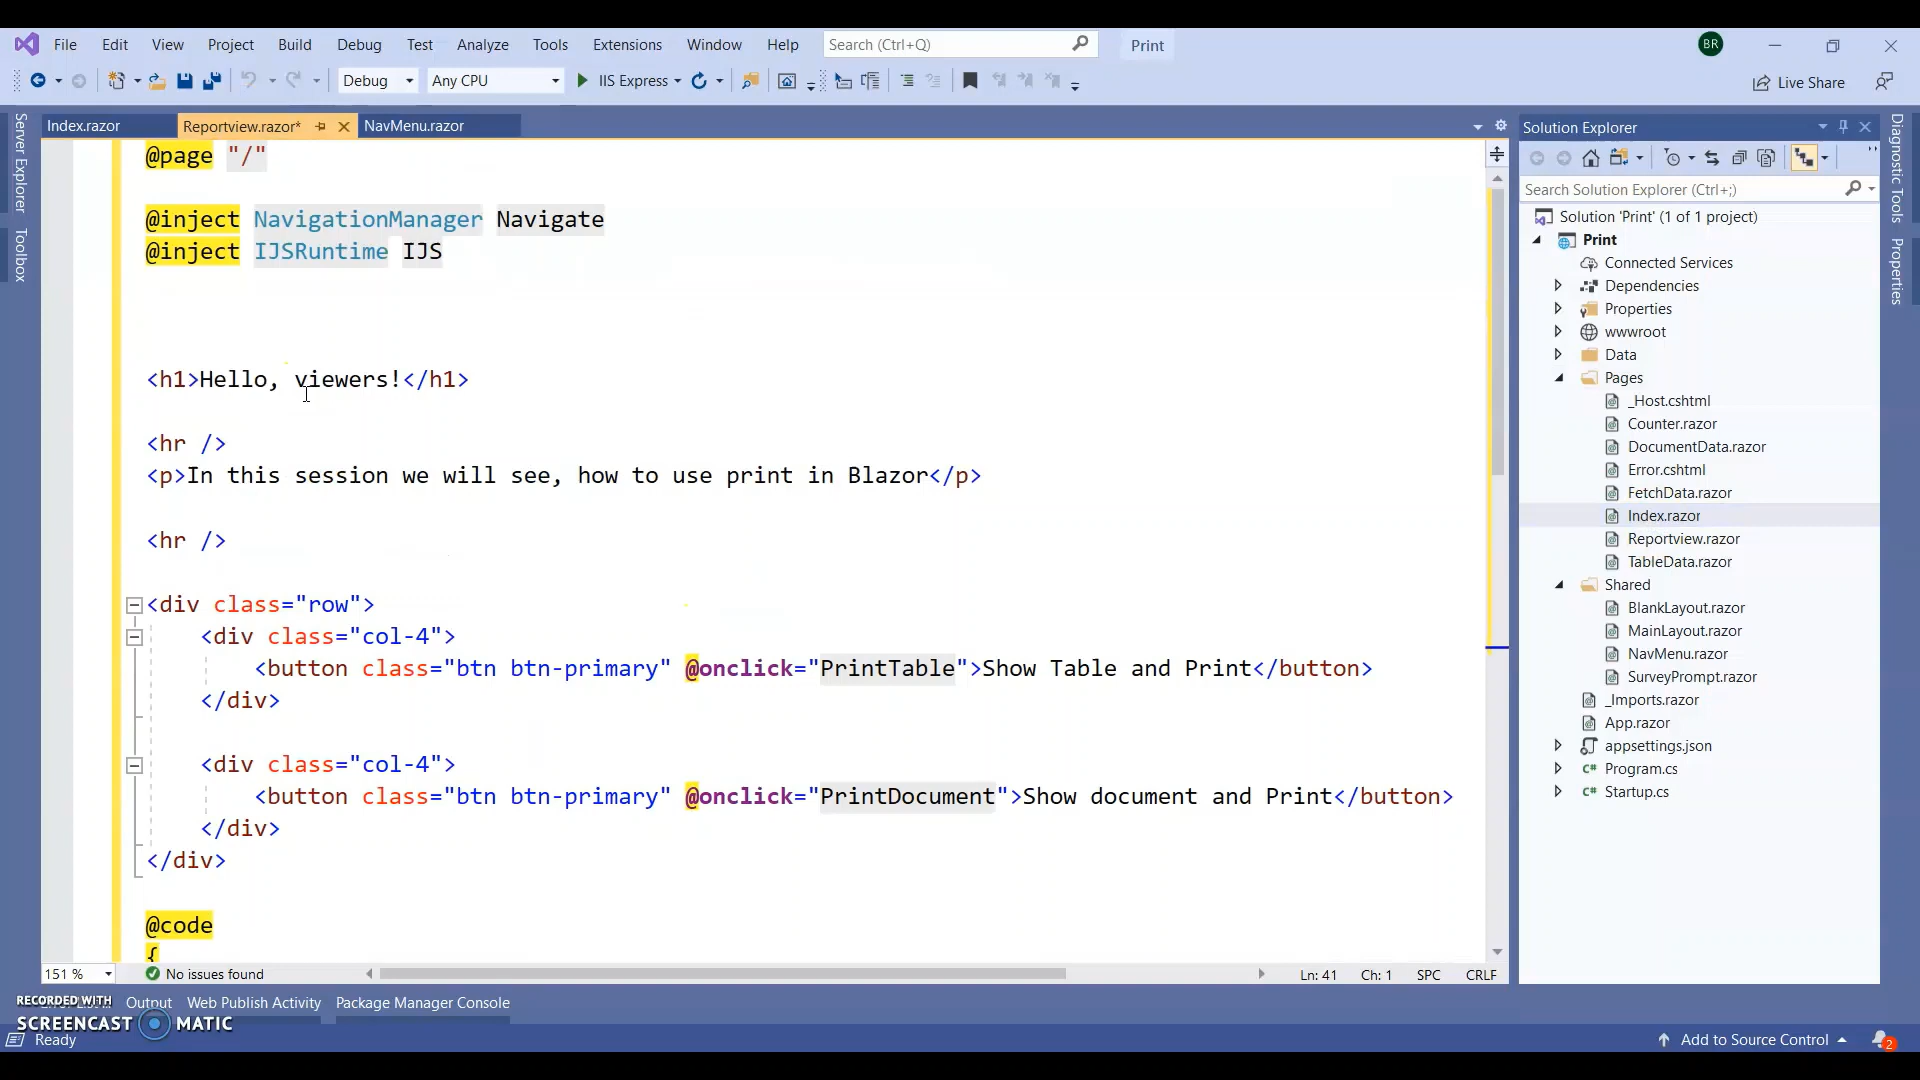 File Edit View Project Build Debug Test Analyze Tools Extensions Window Help Search (Ctrl+Q) Print BR
Debug Any CPU IIS Express Live Share
Server Explorer
Toolbox
Index.razor Reportview.razor* NavMenu.razor
@page "/"
@inject NavigationManager Navigate
@inject IJSRuntime IJS
<h1>Hello, viewers!</h1>
<hr />
<p>In this session we will see, how to use print in Blazor</p>
<hr />
<div class="row">
<div class="col-4">
<button class="btn btn-primary" @onclick="PrintTable">Show Table and Print</button>
</div>
<div class="col-4">
<button class="btn btn-primary" @onclick="PrintDocument">Show document and Print</button>
</div>
</div>
@code
{
151 % No issues found Ln: 41 Ch: 1 SPC CRLF
Solution Explorer
Search Solution Explorer (Ctrl+;)
Solution 'Print' (1 of 1 project)
Print
Connected Services
Dependencies
Properties
wwwroot
Data
Pages
_Host.cshtml
Counter.razor
DocumentData.razor
Error.cshtml
FetchData.razor
Index.razor
Reportview.razor
TableData.razor
Shared
BlankLayout.razor
MainLayout.razor
NavMenu.razor
SurveyPrompt.razor
_Imports.razor
App.razor
appsettings.json
C# Program.cs
C# Startup.cs
Diagnostic Tools
Properties
Output Web Publish Activity Package Manager Console
RECORDED WITH
SCREENCAST MATIC
Ready Add to Source Control 2